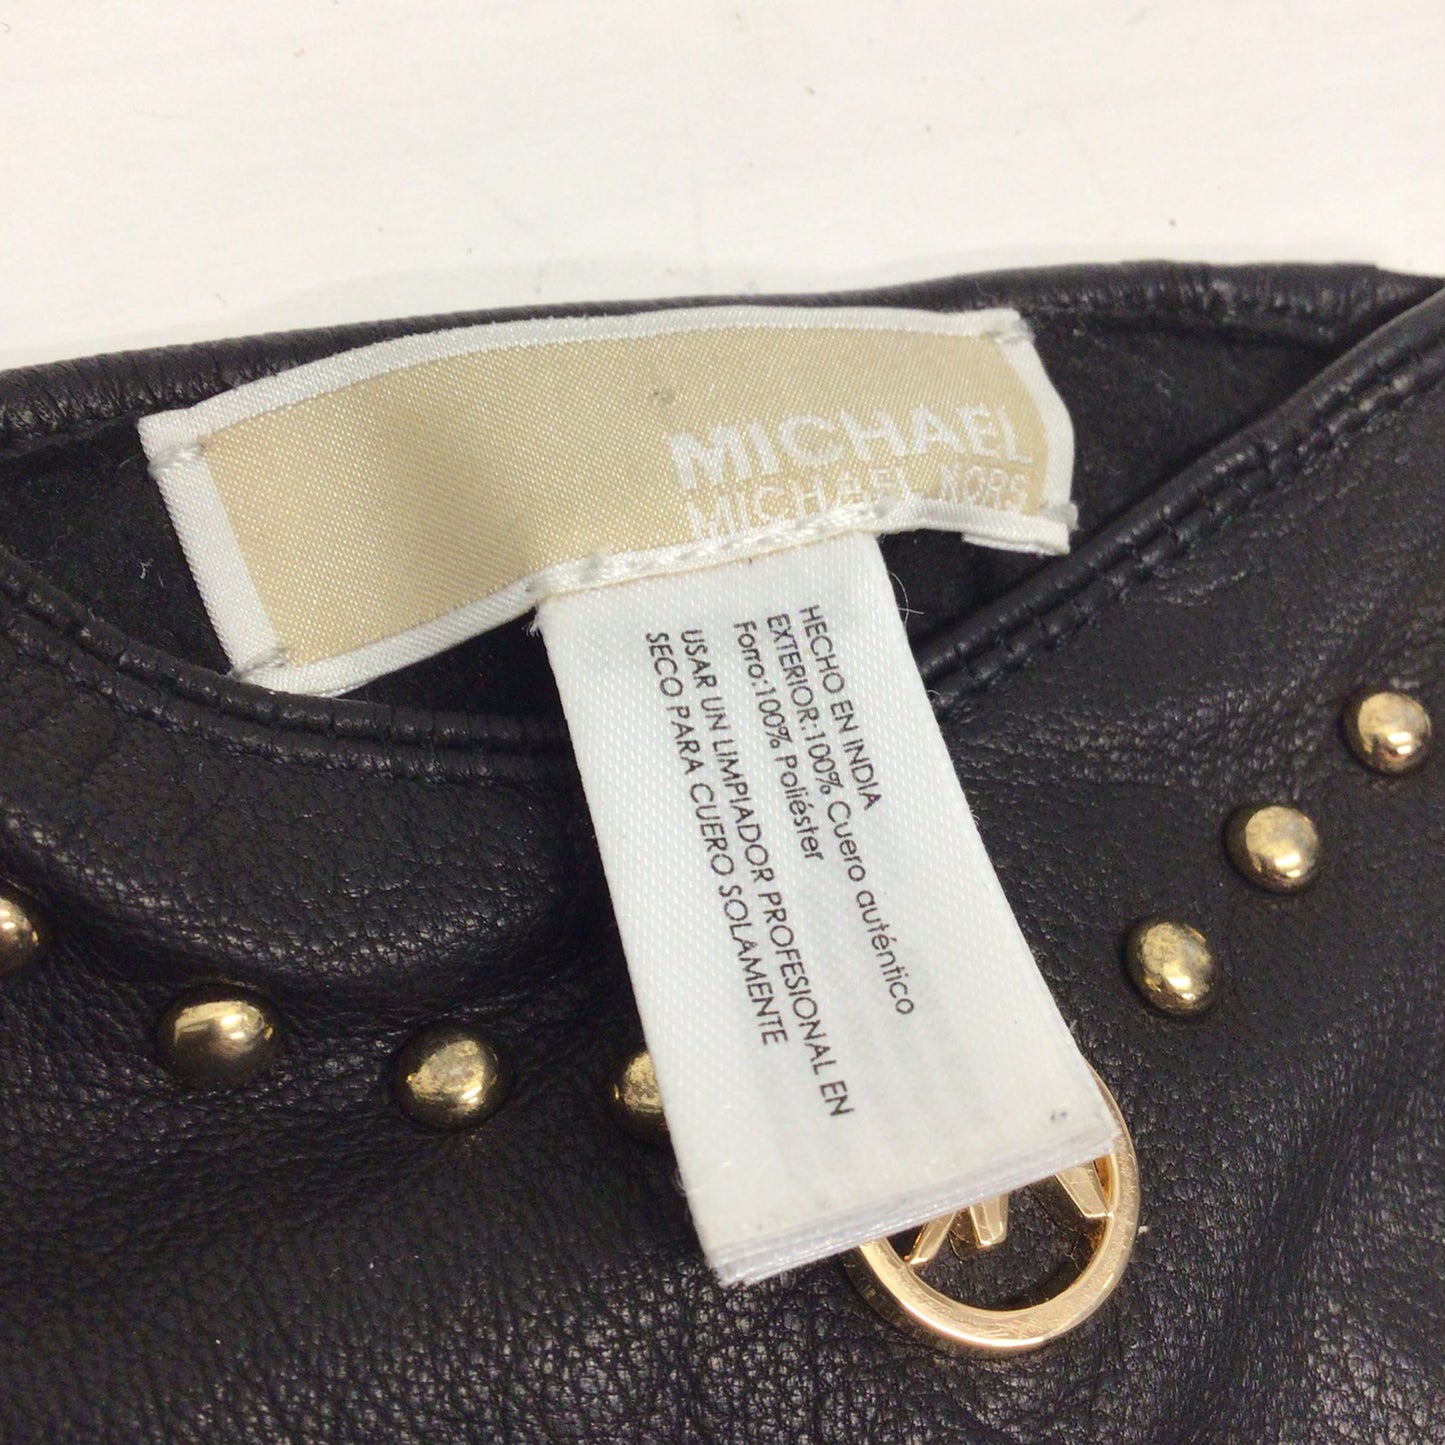 MICHAEL
MICHAEL KORS
HECHO EN INDIA
EXTERIOR:100% Cuero auténtico
Forro:100% Poliéster
USAR UN LIMPIADOR PROFESIONAL EN
SECO PARA CUERO SOLAMENTE